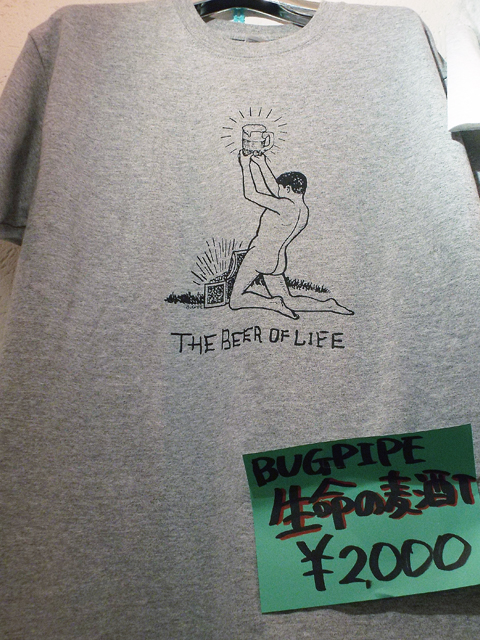 THE BEER OF LIFE
BUGPIPE
生命の麦酒T
¥2,000